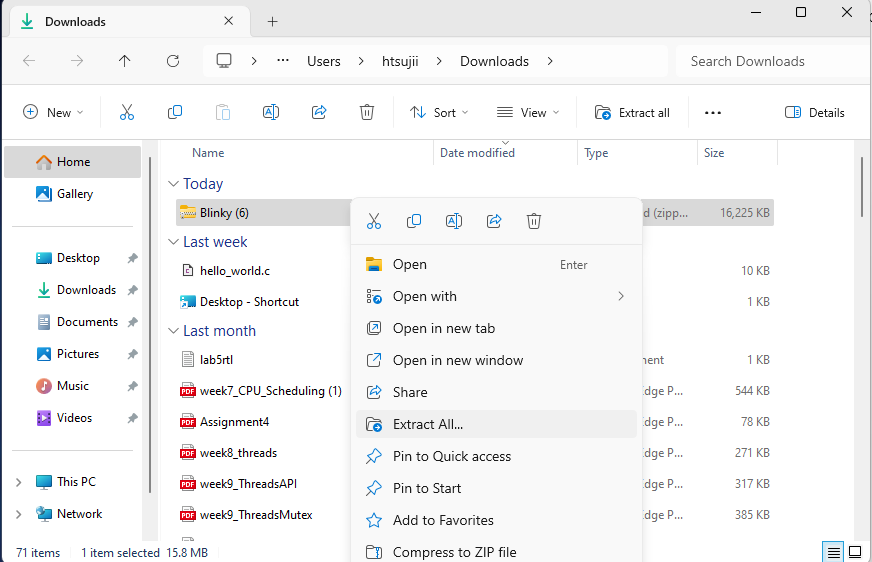 Downloads
Users
htsujii
Downloads
Search Downloads
New
Sort
View
Extract all
Details
Name
Date modified
Type
Size
Home
Gallery
Desktop
Downloads
Documents
Pictures
Music
Videos
This PC
Network
Today
Blinky (6)
d (zipp...
16,225 KB
Last week
hello_world.c
10 KB
Desktop - Shortcut
1 KB
Last month
lab5rtl
ment
1 KB
PDF
week7_CPU_Scheduling (1)
dge P...
544 KB
PDF
Assignment4
dge P...
78 KB
PDF
week8_threads
dge P...
271 KB
PDF
week9_ThreadsAPI
dge P...
317 KB
PDF
week9_ThreadsMutex
dge P...
385 KB
Open
Enter
Open with
Open in new tab
Open in new window
Share
Extract All...
Pin to Quick access
Pin to Start
Add to Favorites
Compress to ZIP file
71 items
1 item selected 15.8 MB